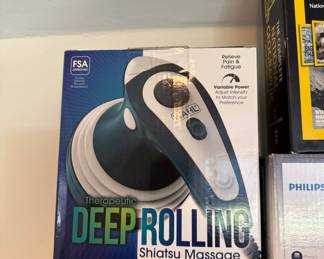 FSA
Relieve
Pain &
Fatigue
Variable Power
Adjust Intensity
to Match your
Preference
WAHL
Therapeutic
DEEP ROLLING
Shiatsu Massage
PHILIPS